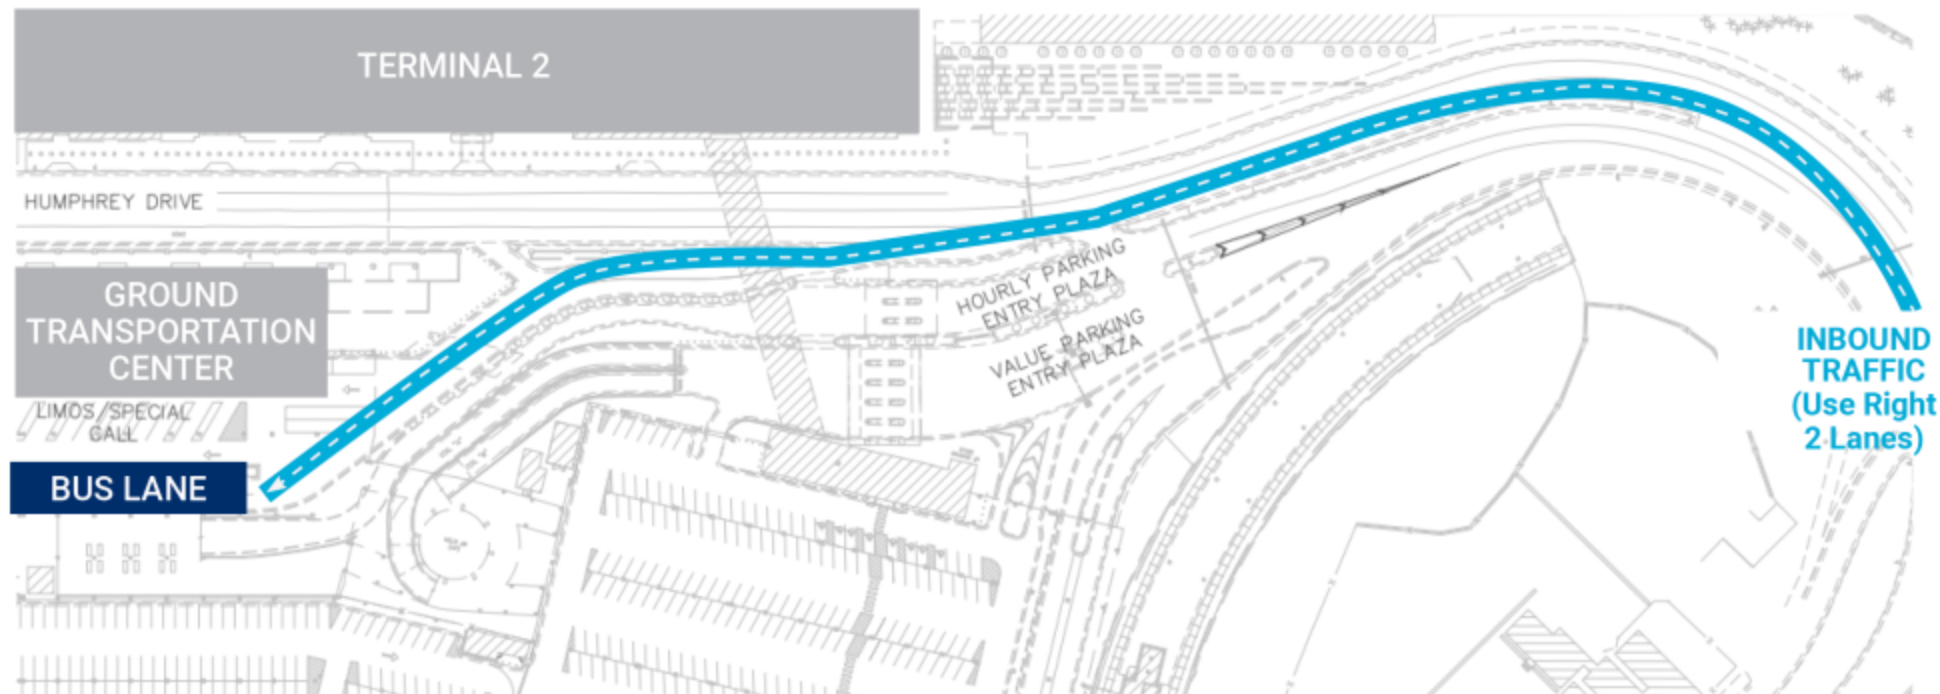 TERMINAL 2
HUMPHREY DRIVE
GROUND
TRANSPORTATION
CENTER
LIMOS/SPECIAL
CALL
BUS LANE
HOURLY PARKING
ENTRY PLAZA
VALUE PARKING
ENTRY PLAZA
INBOUND
TRAFFIC
(Use Right
2 Lanes)